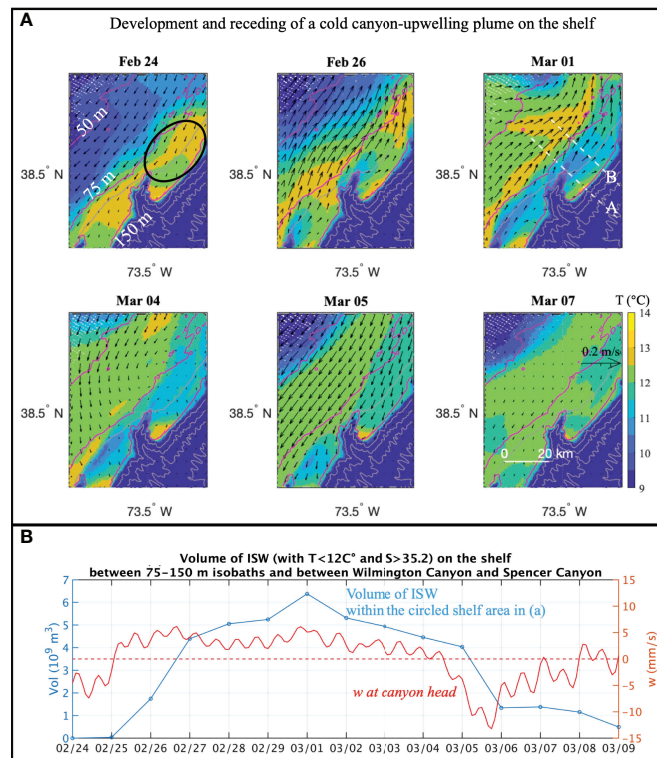 A
Development and receding of a cold canyon-upwelling plume on the shelf
Feb 24
Feb 26
Mar 01
50 m
75 m
150 m
B
A
38.5° N
38.5° N
38.5° N
73.5° W
73.5° W
73.5° W
Mar 04
Mar 05
Mar 07
T (°C)
14
13
12
11
10
9
0.2 m/s
0 20 km
38.5° N
38.5° N
38.5° N
73.5° W
73.5° W
73.5° W
B
Volume of ISW (with T<12C° and S>35.2) on the shelf
between 75–150 m isobaths and between Wilmington Canyon and Spencer Canyon
Volume of ISW
within the circled shelf area in (a)
w at canyon head
Vol (10⁹ m³)
7
6
5
4
3
2
1
0
15
10
5
0
-5
-10
-15
w (m/s)
02/24 02/25 02/26 02/27 02/28 02/29 03/01 03/02 03/03 03/04 03/05 03/06 03/07 03/08 03/09